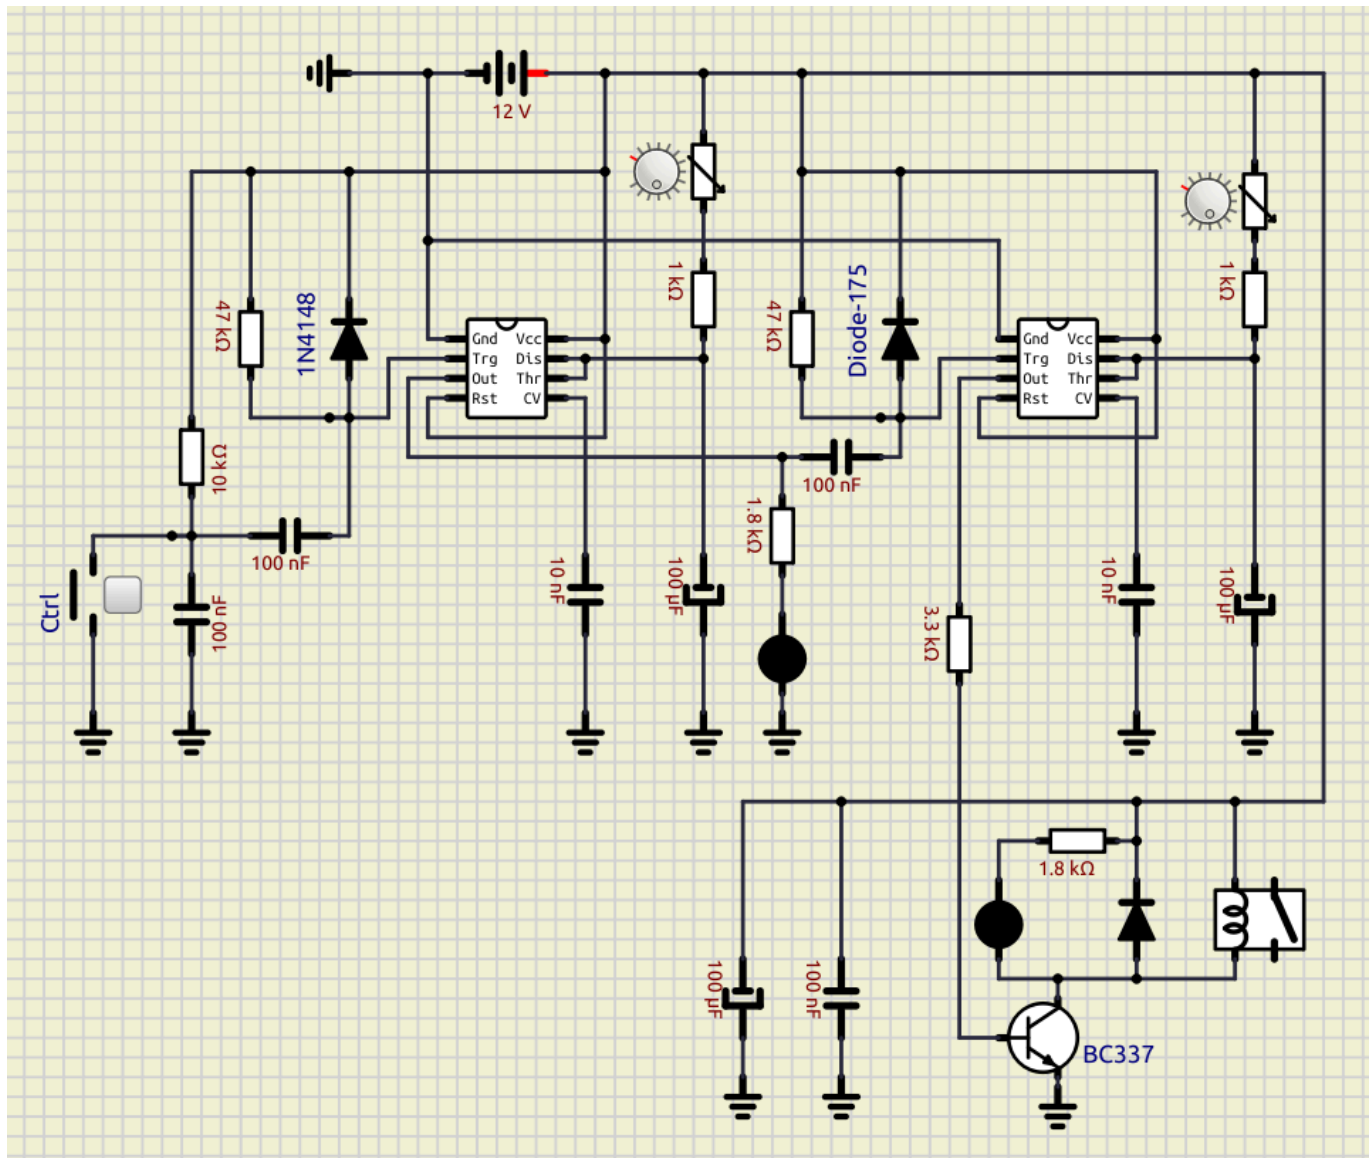 12 V
1 kΩ
1 kΩ
47 kΩ
1N4148
47 kΩ
Diode-175
Gnd Vcc
Trg Dis
Out Thr
Rst CV
Gnd Vcc
Trg Dis
Out Thr
Rst CV
10 kΩ
100 nF
1.8 kΩ
100 nF
Ctrl
100 nF
10 nF
100 µF
3.3 kΩ
10 nF
100 µF
1.8 kΩ
100 µF
100 nF
BC337